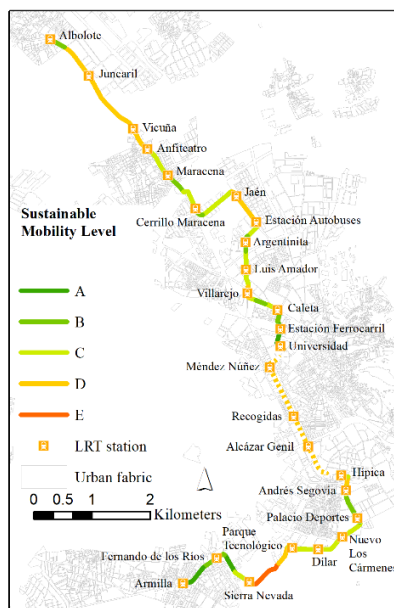 Albolote
Juncaril
Vicuña
Anfiteatro
Maracena
Jaén
Cerrillo Maracena
Estación Autobuses
Sustainable
Mobility Level
Argentinita
Luis Amador
Villarejo
A
Caleta
B
Estación Ferrocarril
C
Universidad
D
Méndez Núñez
E
Recogidas
LRT station
Alcázar Genil
Urban fabric
Hípica
0 0.5 1 2
Kilometers
Andrés Segovia
Palacio Deportes
Parque
Tecnológico
Nuevo
Los
Cármenes
Fernando de los Ríos
Dilar
Armilla
Sierra Nevada